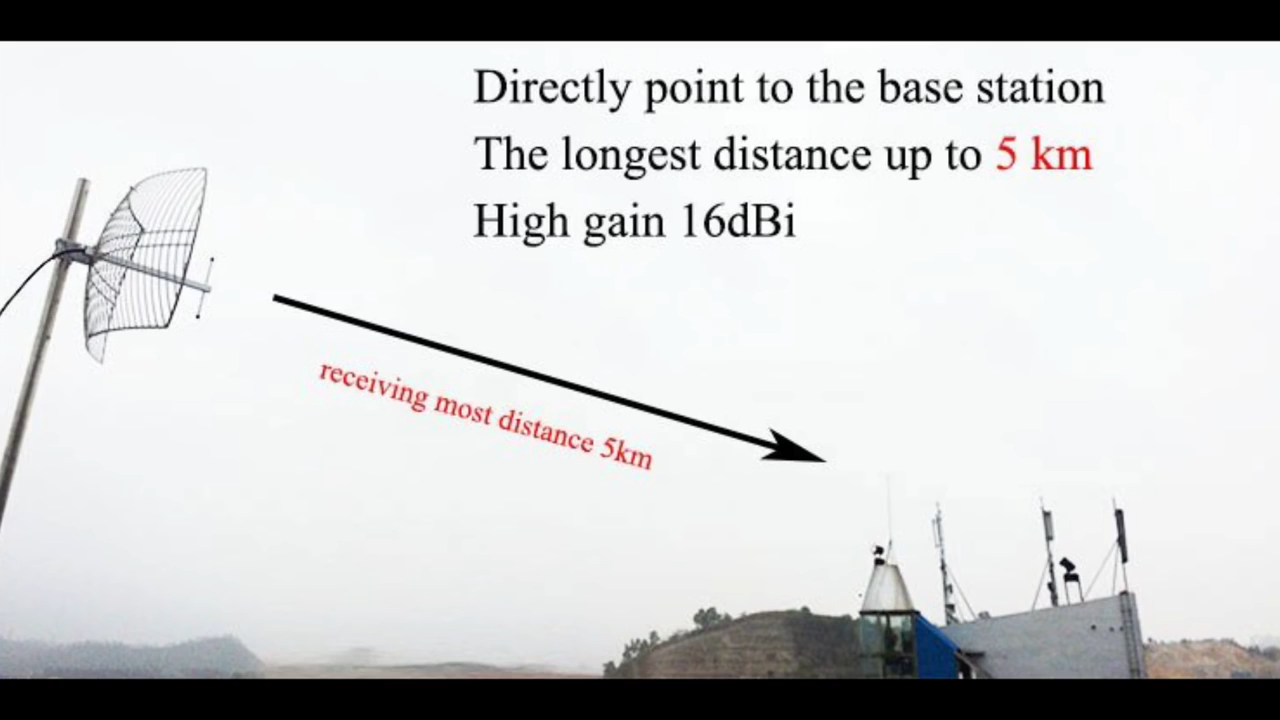 Directly point to the base station
The longest distance up to 5 km
High gain 16dBi
receiving most distance 5km